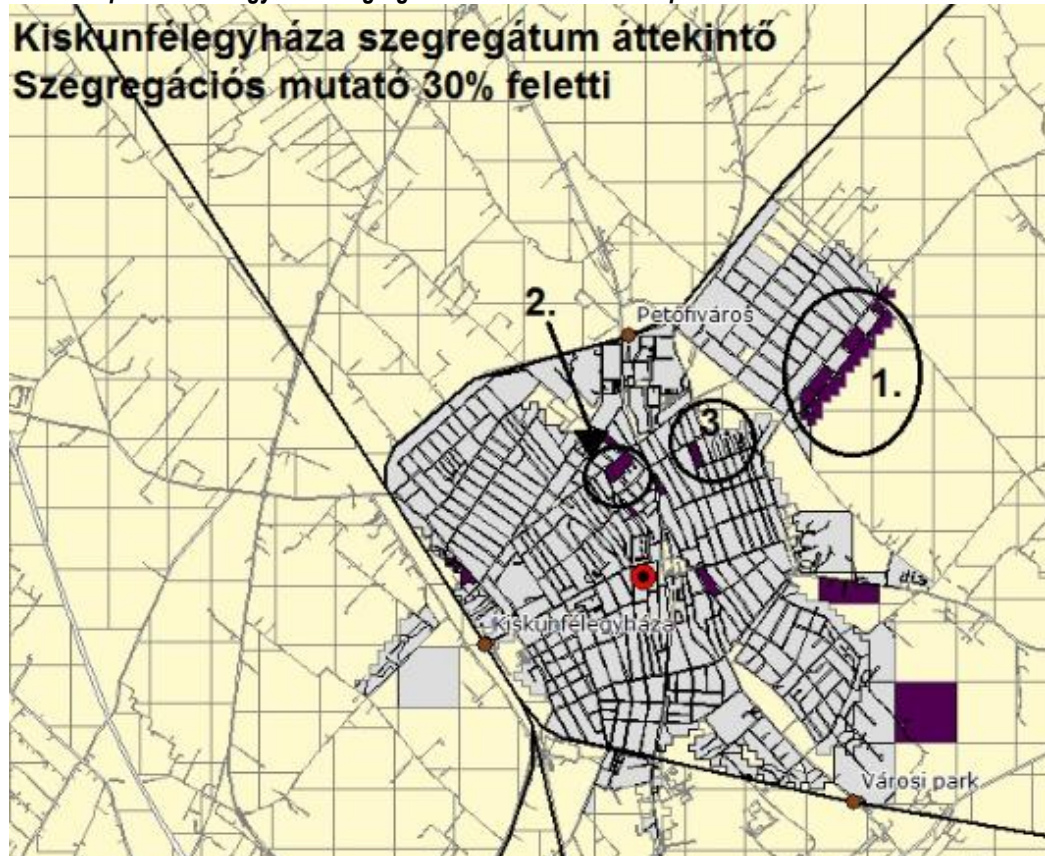 Kiskunfélegyháza szegregátum áttekintő
Szegregációs mutató 30% feletti
2.
Petőfiváros
1.
3
Kiskunfélegyháza
Városi park